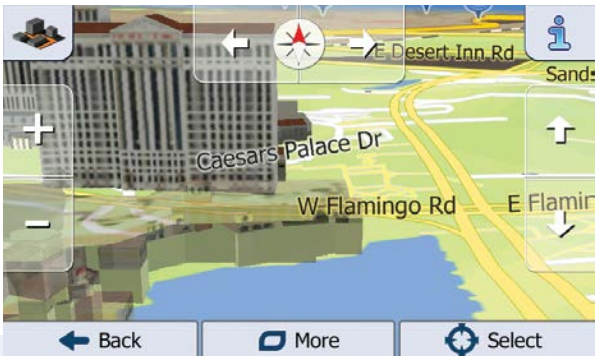 E Desert Inn Rd
Sands
Caesars Palace Dr
W Flamingo Rd
E Flamin
Back
More
Select